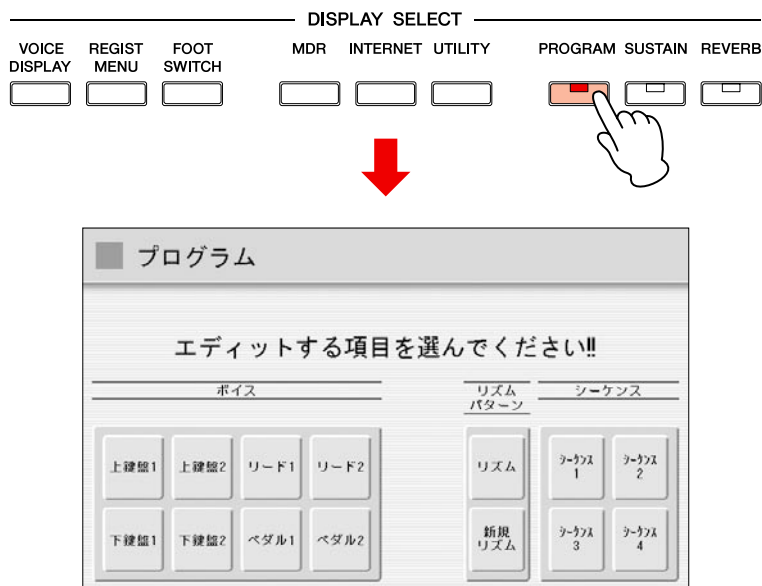 DISPLAY SELECT
VOICE DISPLAY
REGIST MENU
FOOT SWITCH
MDR
INTERNET
UTILITY
PROGRAM
SUSTAIN
REVERB
プログラム
エディットする項目を選んでください!!
ボイス
リズム
パターン
シーケンス
上鍵盤1
上鍵盤2
リード1
リード2
リズム
シーケンス
1
シーケンス
2
下鍵盤1
下鍵盤2
ペダル1
ペダル2
新規
リズム
シーケンス
3
シーケンス
4